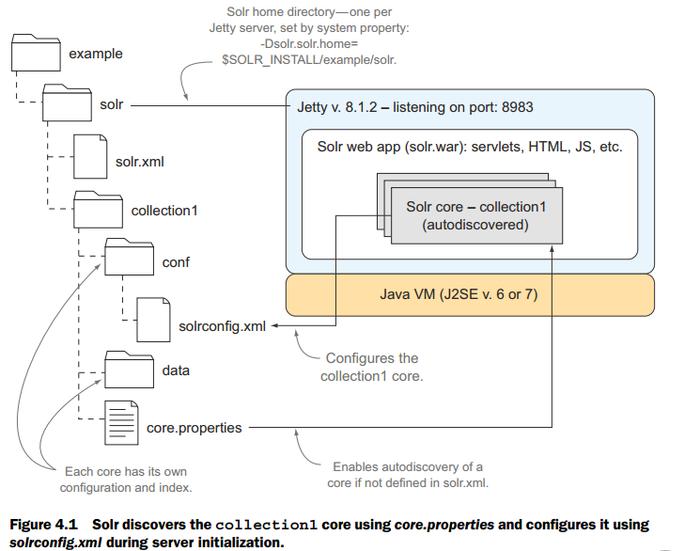 Solr home directory—one per
Jetty server, set by system property:
-Dsolr.solr.home=
$SOLR_INSTALL/example/solr.
example
solr
Jetty v. 8.1.2 – listening on port: 8983
Solr web app (solr.war): servlets, HTML, JS, etc.
solr.xml
collection1
Solr core – collection1
(autodiscovered)
conf
Java VM (J2SE v. 6 or 7)
solrconfig.xml
Configures the
collection1 core.
data
core.properties
Each core has its own
configuration and index.
Enables autodiscovery of a
core if not defined in solr.xml.
Figure 4.1 Solr discovers the collection1 core using core.properties and configures it using
solrconfig.xml during server initialization.